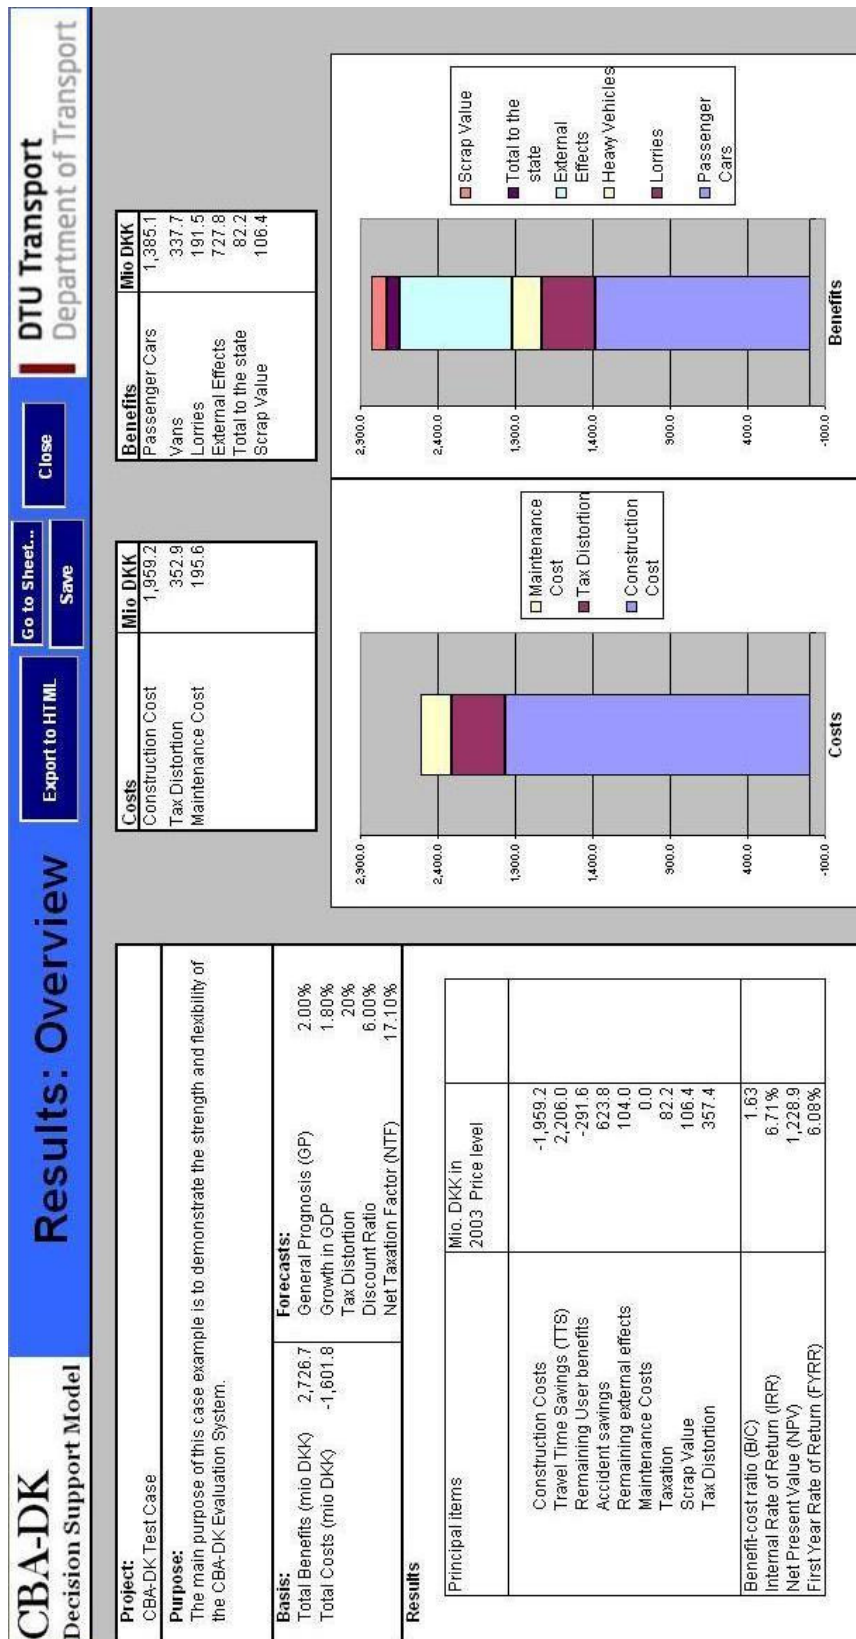 CBA-DK
Decision Support Model
Results: Overview
Export to HTML
Go to Sheet...
Save
Close
DTU Transport
Department of Transport
Project:
CBA-DK Test Case
Purpose:
The main purpose of this case example is to demonstrate the strength and flexibility of
the CBA-DK Evaluation System.
Basis:
Total Benefits (mio DKK) 2,726.7
Total Costs (mio DKK) -1,601.8
Forecasts:
General Prognosis (GP) 2.00%
Growth in GDP 1.80%
Tax Distortion 20%
Discount Ratio 6.00%
Net Taxation Factor (NTF) 17.10%
Results
Principal items Mio. DKK in
2003 Price level
Construction Costs -1,959.2
Travel Time Savings (TTS) 2,206.0
Remaining User benefits -291.6
Accident savings 623.8
Remaining external effects 104.0
Maintenance Costs 0.0
Taxation 82.2
Scrap Value 106.4
Tax Distortion 357.4
Benefit-cost ratio (B/C) 1.63
Internal Rate of Return (IRR) 6.71%
Net Present Value (NPV) 1,228.9
First Year Rate of Return (FYRR) 6.08%
Costs Mio DKK
Construction Cost 1,959.2
Tax Distortion 352.9
Maintenance Cost 195.6
Benefits Mio DKK
Passenger Cars 1,385.1
Vans 337.7
Lorries 191.5
External Effects 727.8
Total to the state 82.2
Scrap Value 106.4
2,900.0
2,400.0
1,900.0
1,400.0
900.0
400.0
-100.0
Costs
Maintenance
Cost
Tax Distortion
Construction
Cost
2,900.0
2,400.0
1,900.0
1,400.0
900.0
400.0
-100.0
Benefits
Scrap Value
Total to the
state
External
Effects
Heavy Vehicles
Lorries
Passenger
Cars